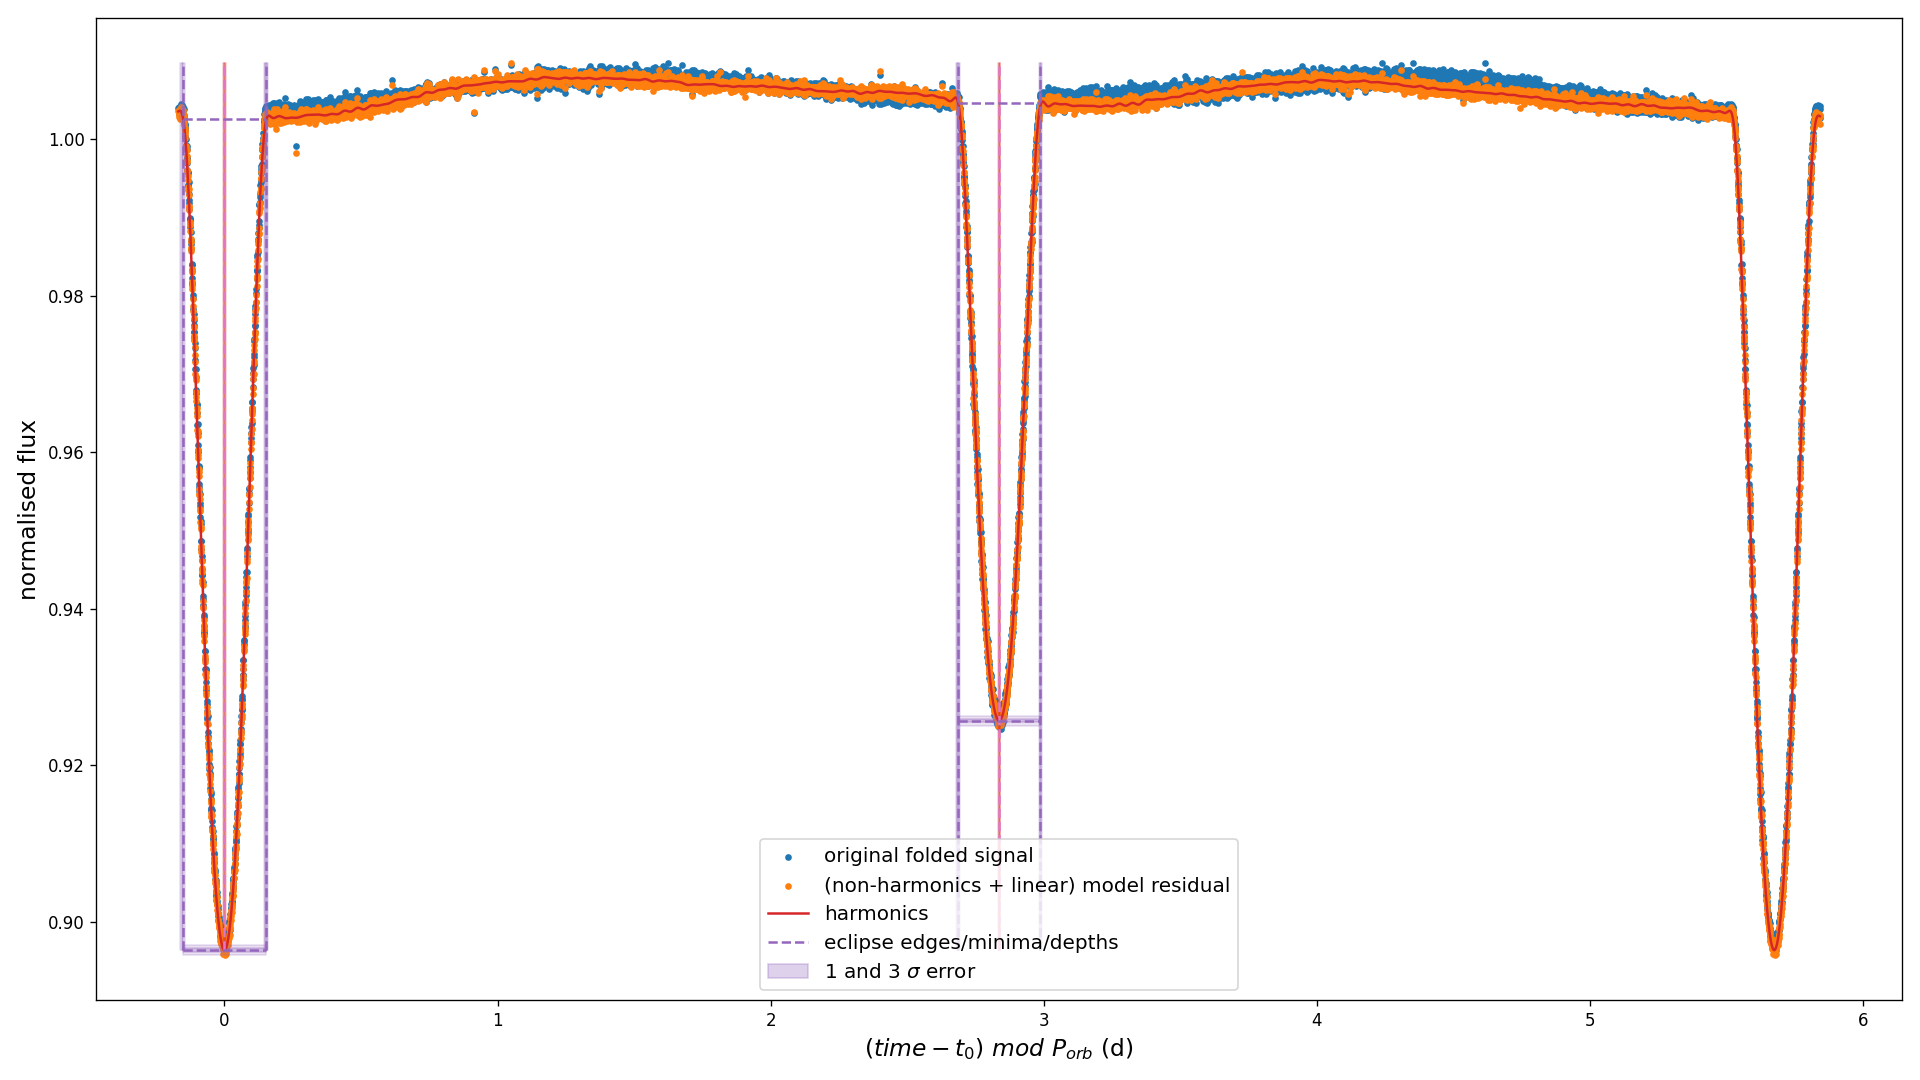 normalised flux
1.00
0.98
0.96
0.94
0.92
0.90
original folded signal
(non-harmonics + linear) model residual
harmonics
eclipse edges/minima/depths
1 and 3 σ error
0 1 2 3 4 5 6
(time − t₀) mod Pₒᵣb (d)